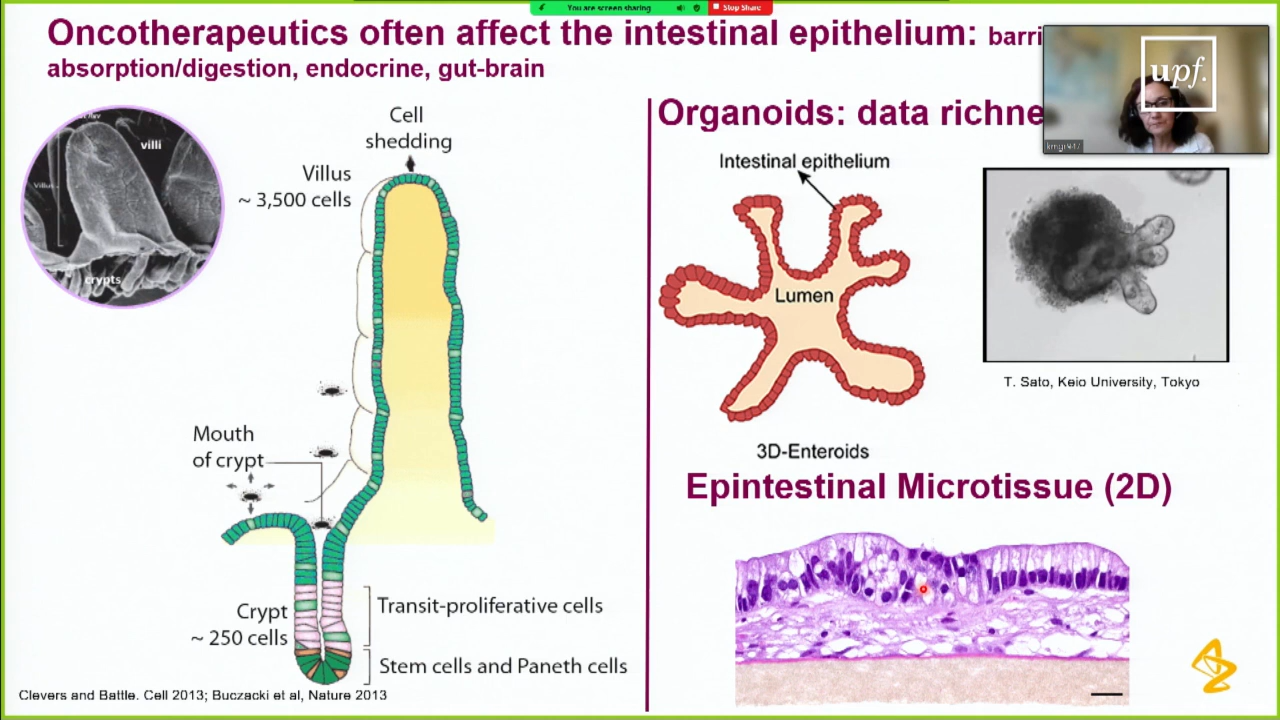 You are screen sharing
Stop Share
Oncotherapeutics often affect the intestinal epithelium: barri
absorption/digestion, endocrine, gut-brain
upf.
kmgr947
villi
Villus
crypts
Cell
shedding
Villus
~ 3,500 cells
Mouth
of crypt
Crypt
~ 250 cells
Transit-proliferative cells
Stem cells and Paneth cells
Clevers and Battle. Cell 2013; Buczacki et al, Nature 2013
Organoids: data richne
Intestinal epithelium
Lumen
3D-Enteroids
T. Sato, Keio University, Tokyo
Epintestinal Microtissue (2D)